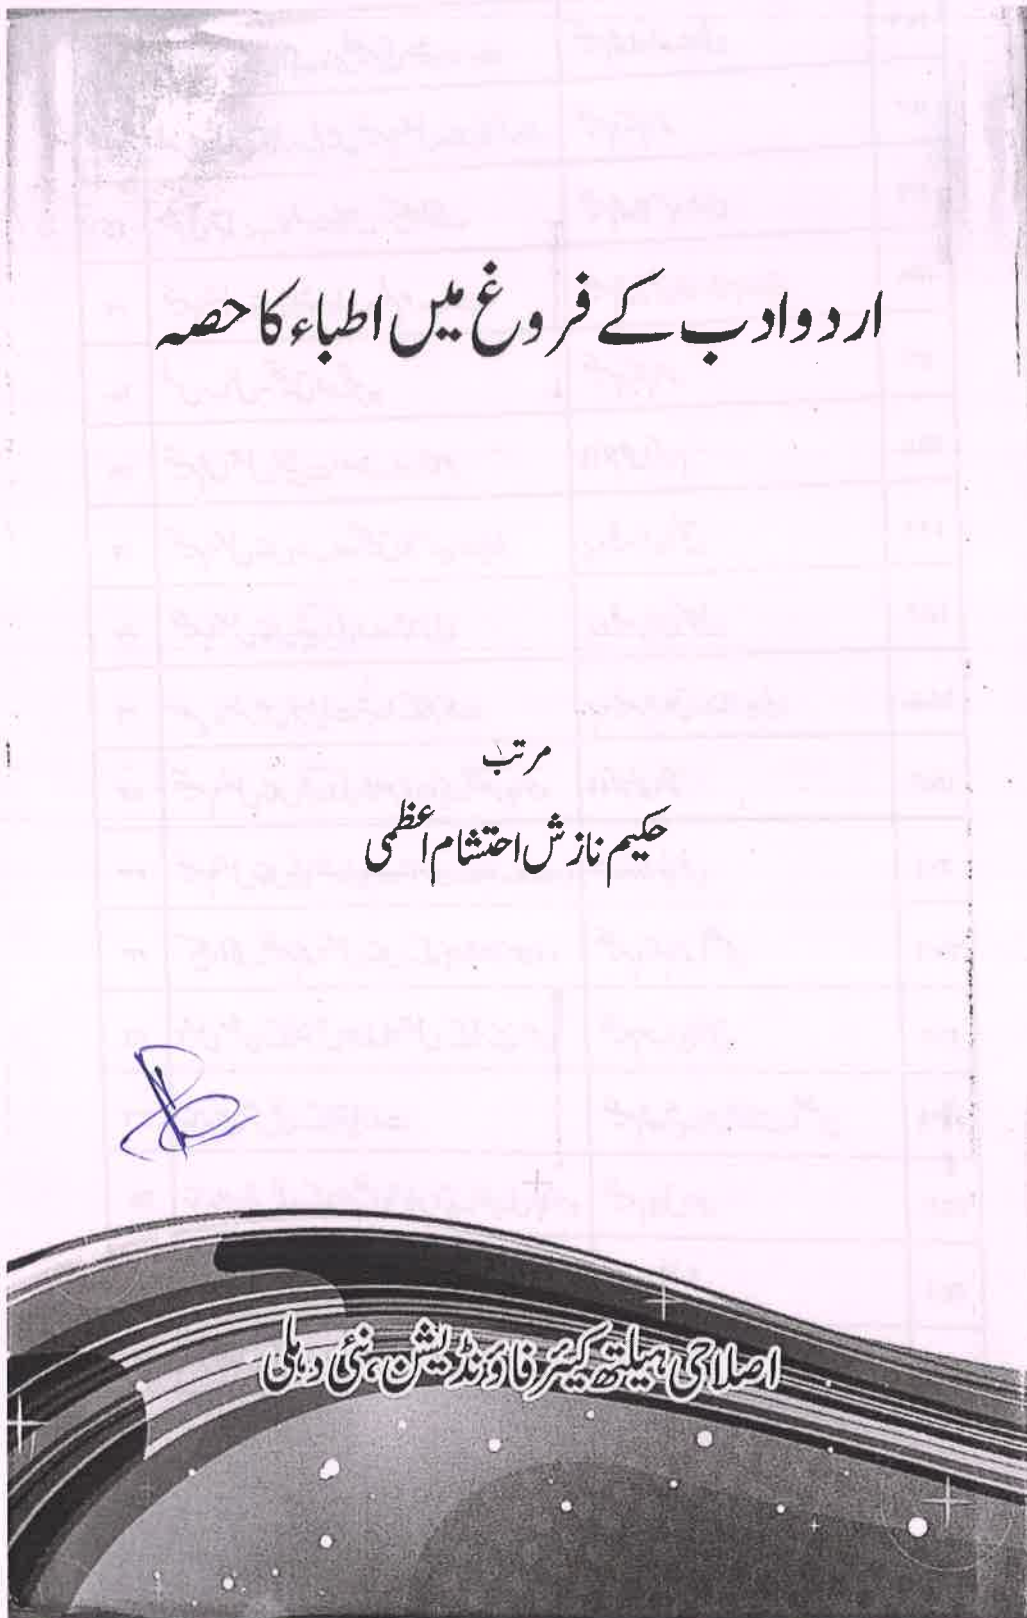 اردو ادب کے فروغ میں اطباء کا حصہ
مرتب
حکیم نازش احتشام اعظمی
اصلاحی ہیلتھ کیئر فاؤنڈیشن، نئی دہلی